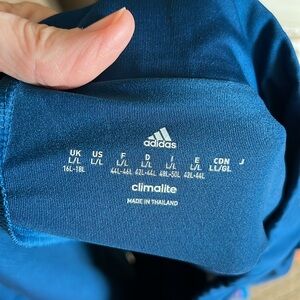 adidas
UK US F D I E CDN J
L/L L/L L/L L/L L/L L/L LL/GL
16L-18L 44L-46L 42L-44L 48L-50L 42L-44L
climalite
MADE IN THAILAND